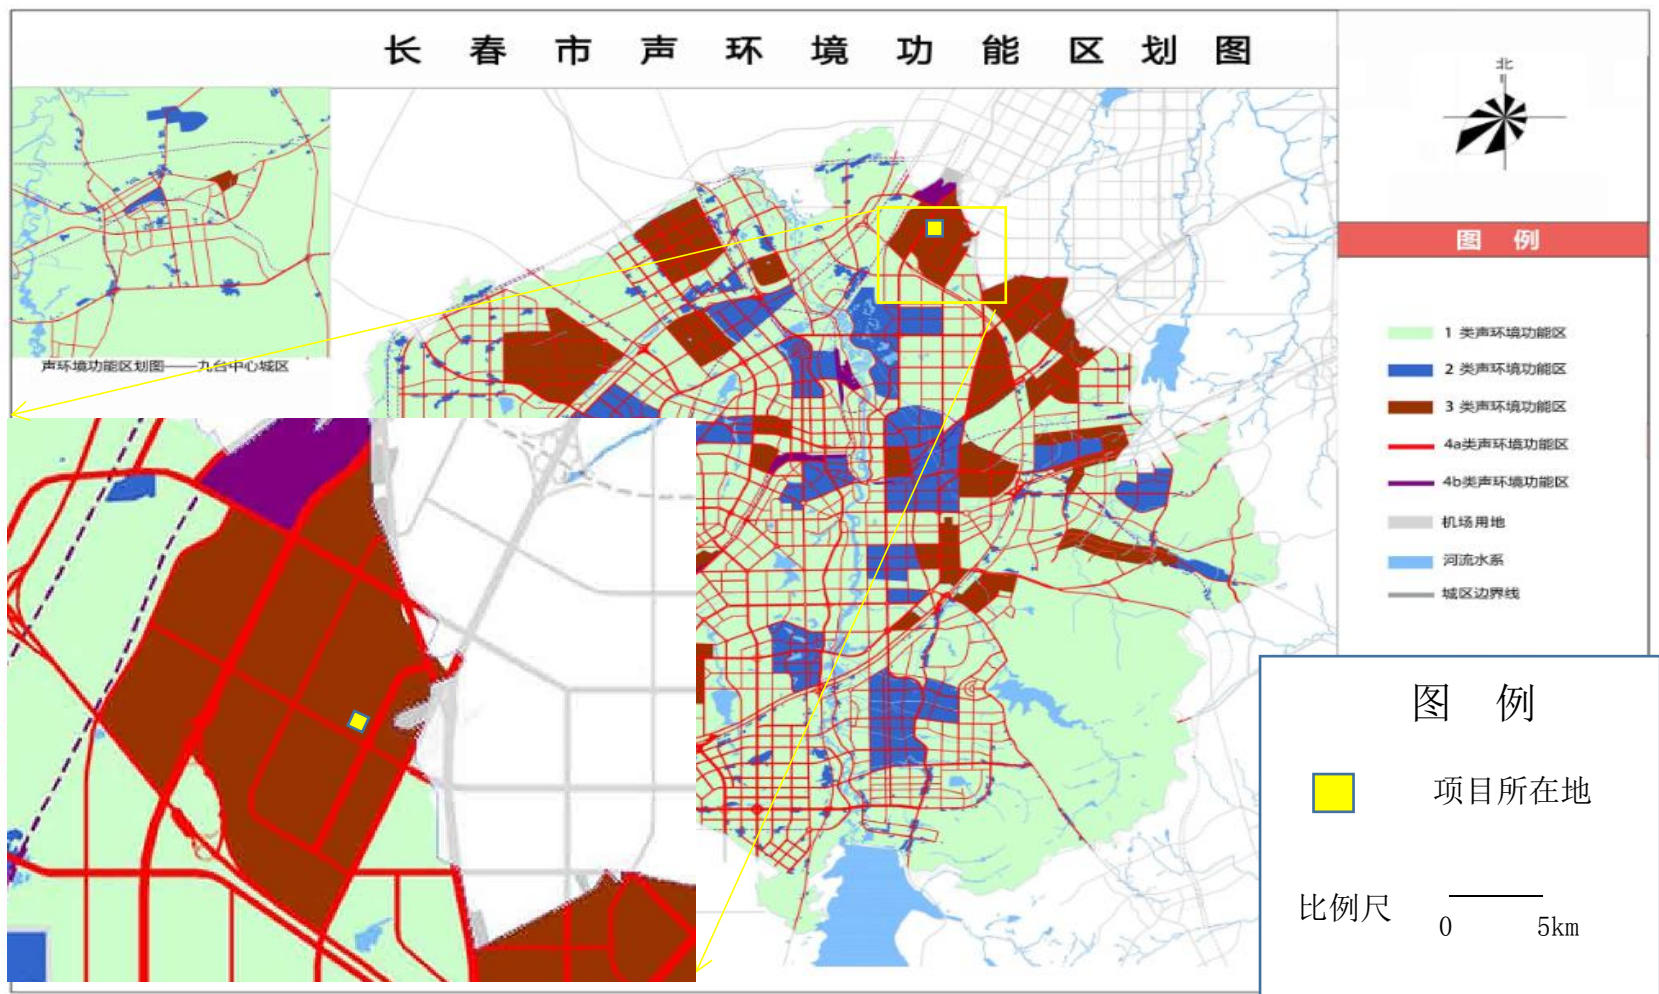 长春市声环境功能区划图
北
声环境功能区划图——九台中心城区
图 例
1 类声环境功能区
2 类声环境功能区
3 类声环境功能区
4a类声环境功能区
4b类声环境功能区
机场用地
河流水系
城区边界线
图 例
项目所在地
比例尺
0 5km